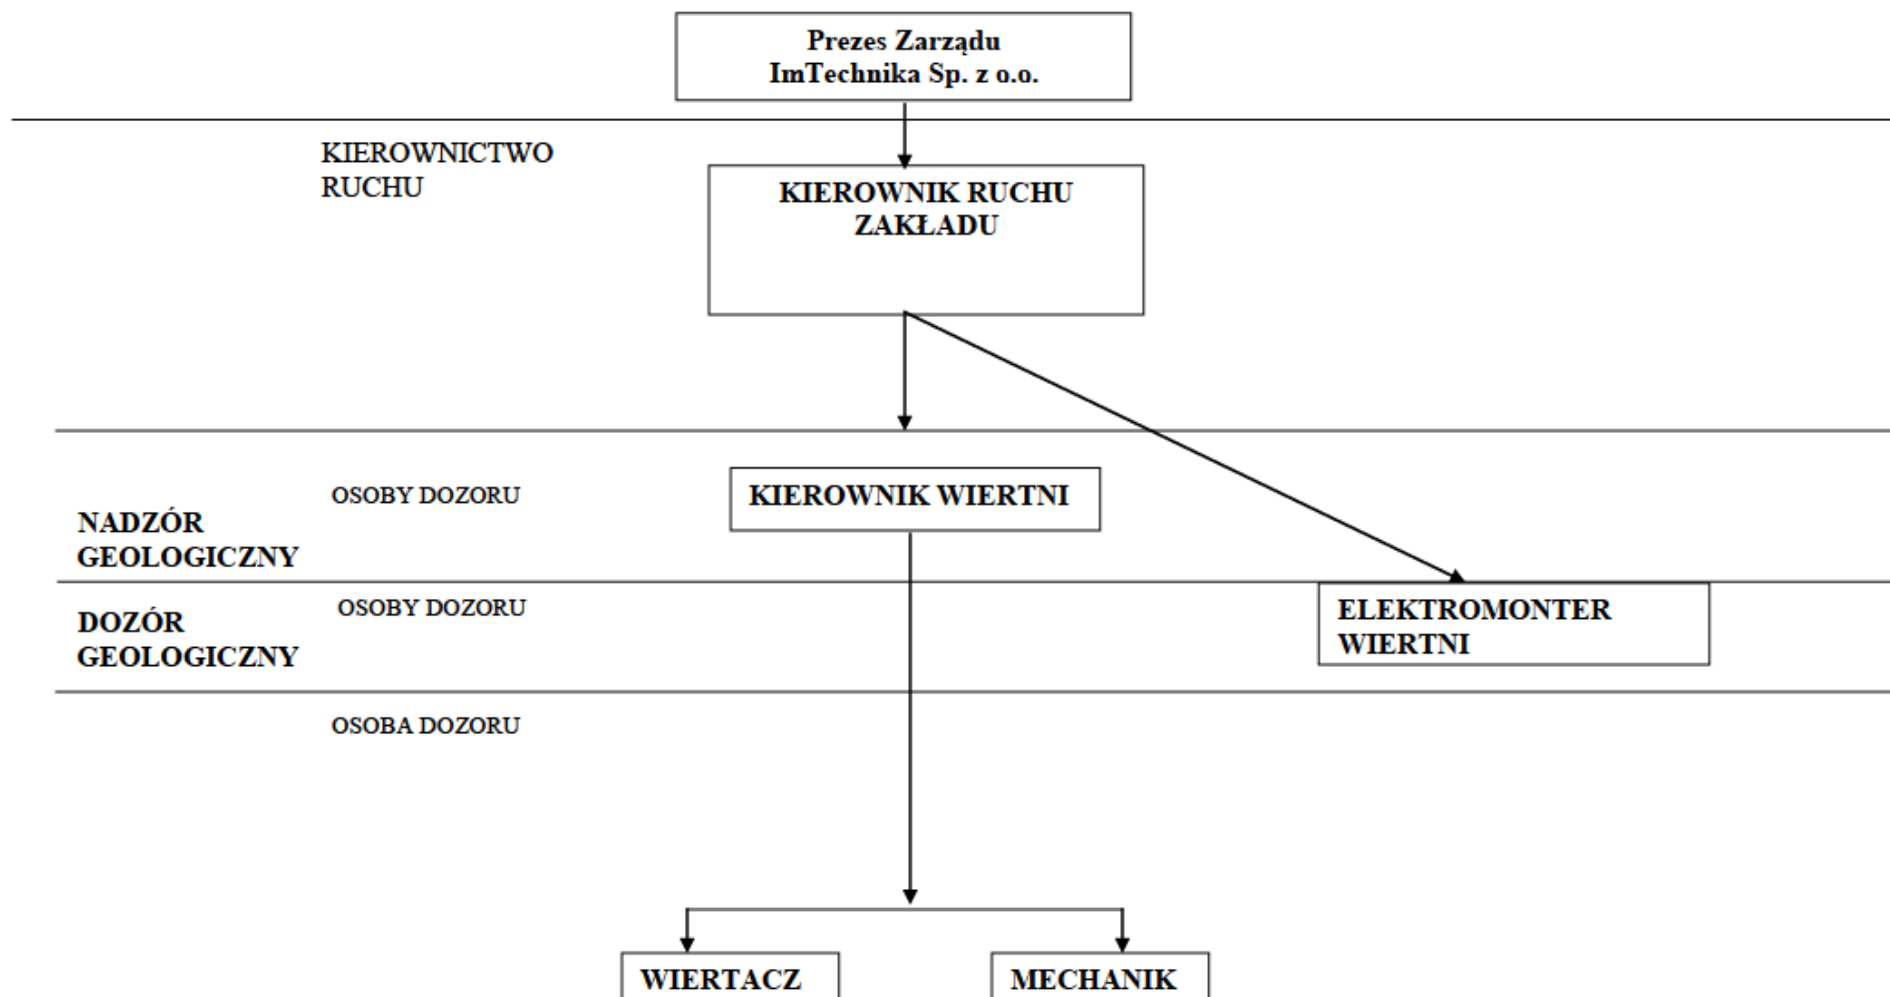 Prezes Zarządu
ImTechnika Sp. z o.o.
KIEROWNICTWO
RUCHU
KIEROWNIK RUCHU
ZAKŁADU
OSOBY DOZORU
KIEROWNIK WIERTNI
NADZÓR
GEOLOGICZNY
OSOBY DOZORU
DOZÓR
GEOLOGICZNY
ELEKTROMONTER
WIERTNI
OSOBA DOZORU
WIERTACZ
MECHANIK